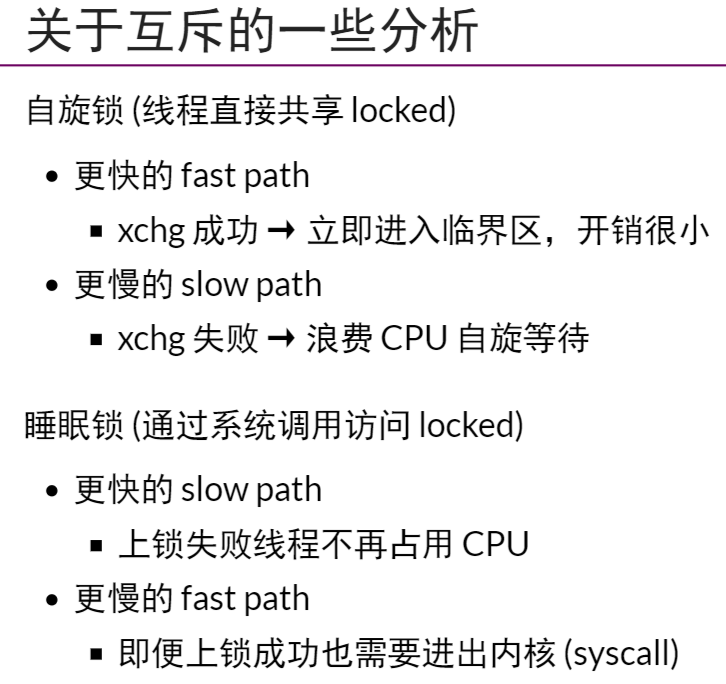 关于互斥的一些分析
自旋锁 (线程直接共享 locked)
更快的 fast path
xchg 成功 → 立即进入临界区，开销很小
更慢的 slow path
xchg 失败 → 浪费 CPU 自旋等待
睡眠锁 (通过系统调用访问 locked)
更快的 slow path
上锁失败线程不再占用 CPU
更慢的 fast path
即便上锁成功也需要进出内核 (syscall)